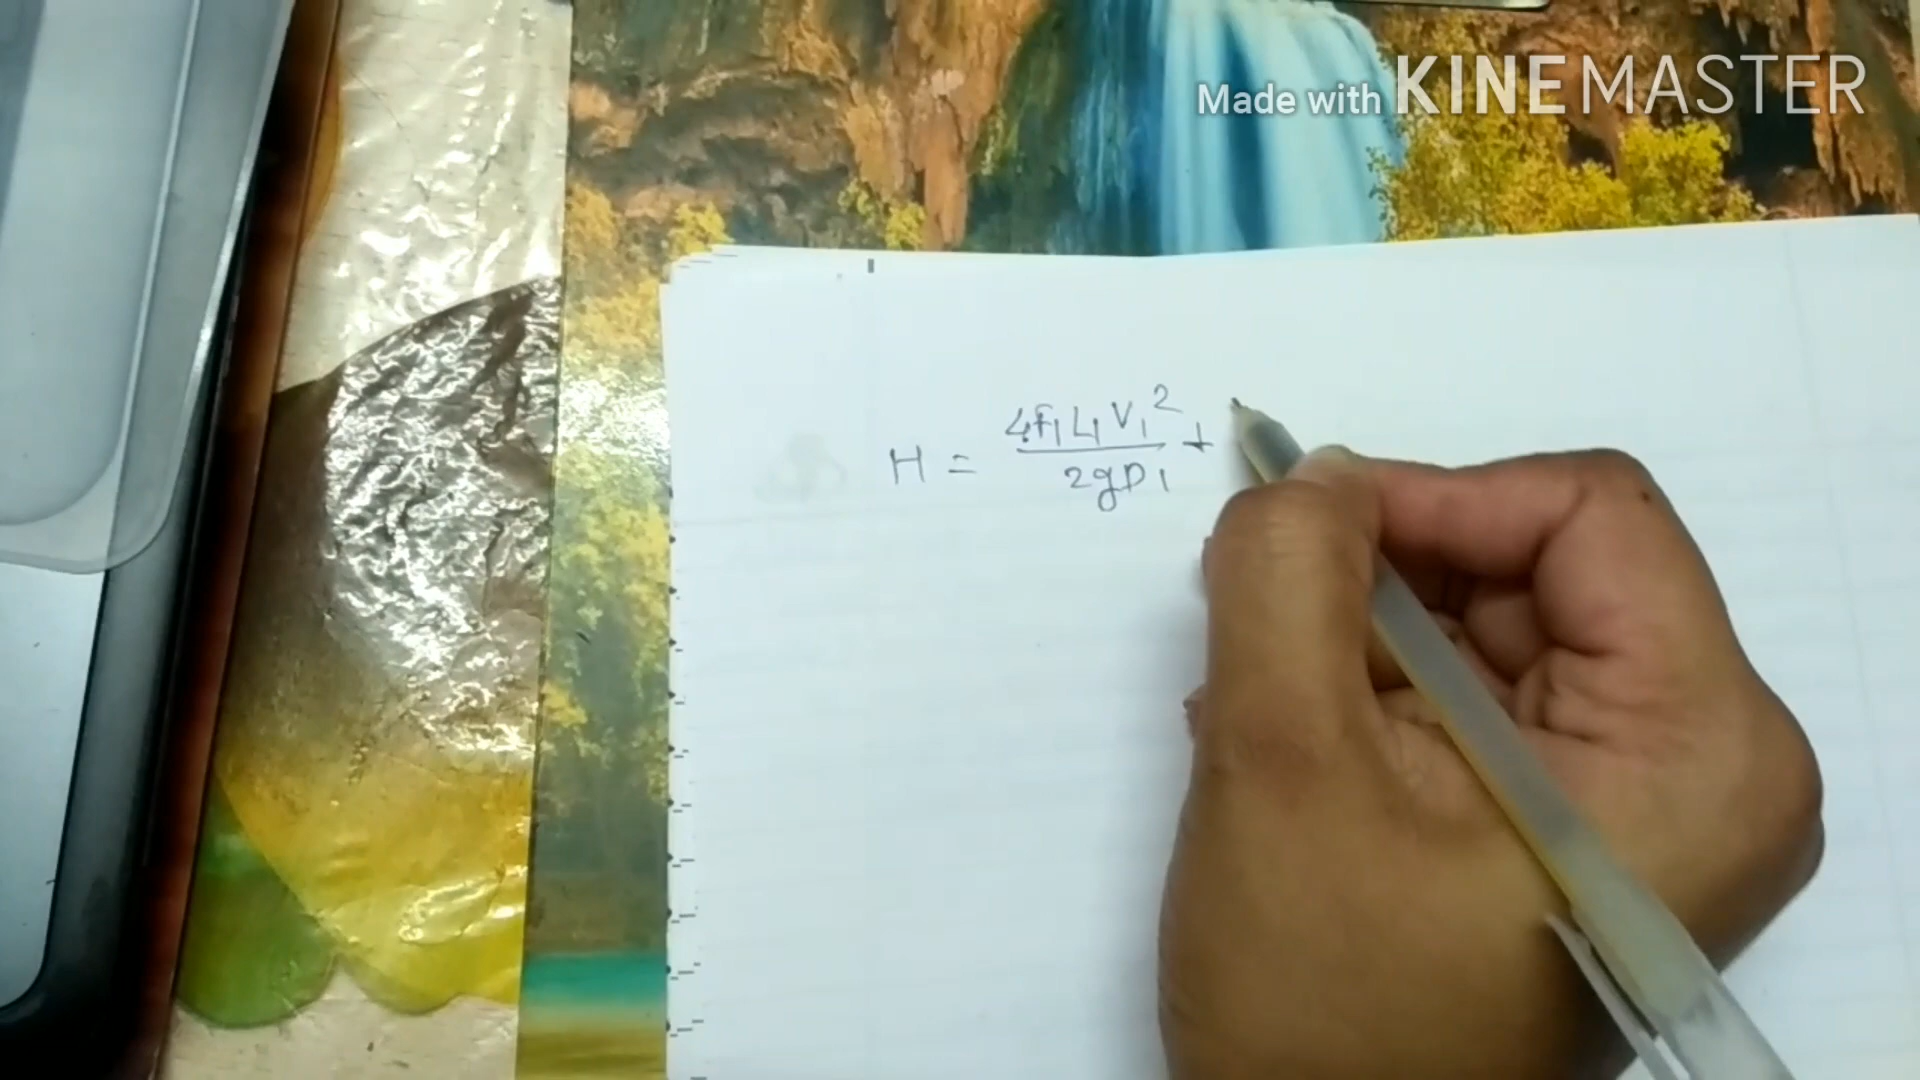 Made with KINEMASTER
H = 4f₁L₁V₁² / 2gD₁ +